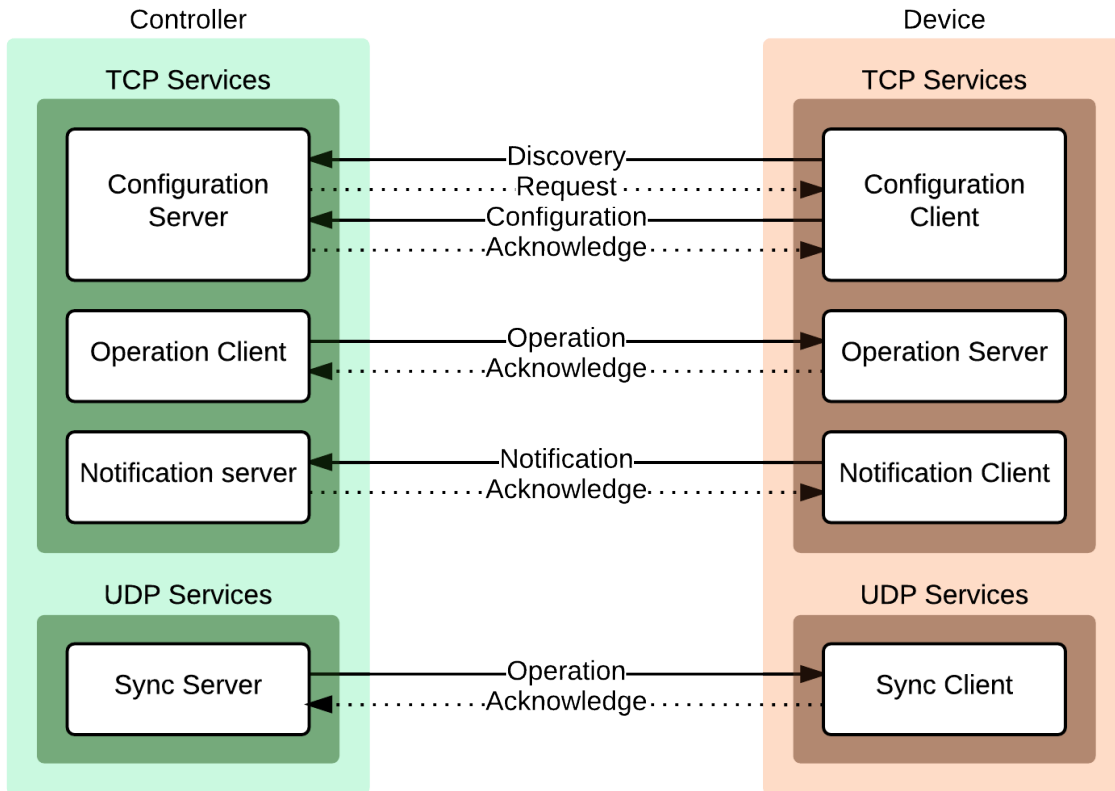 Controller
Device
TCP Services
TCP Services
Configuration
Server
Discovery
Request
Configuration
Acknowledge
Configuration
Client
Operation Client
Operation
Acknowledge
Operation Server
Notification server
Notification
Acknowledge
Notification Client
UDP Services
UDP Services
Sync Server
Operation
Acknowledge
Sync Client